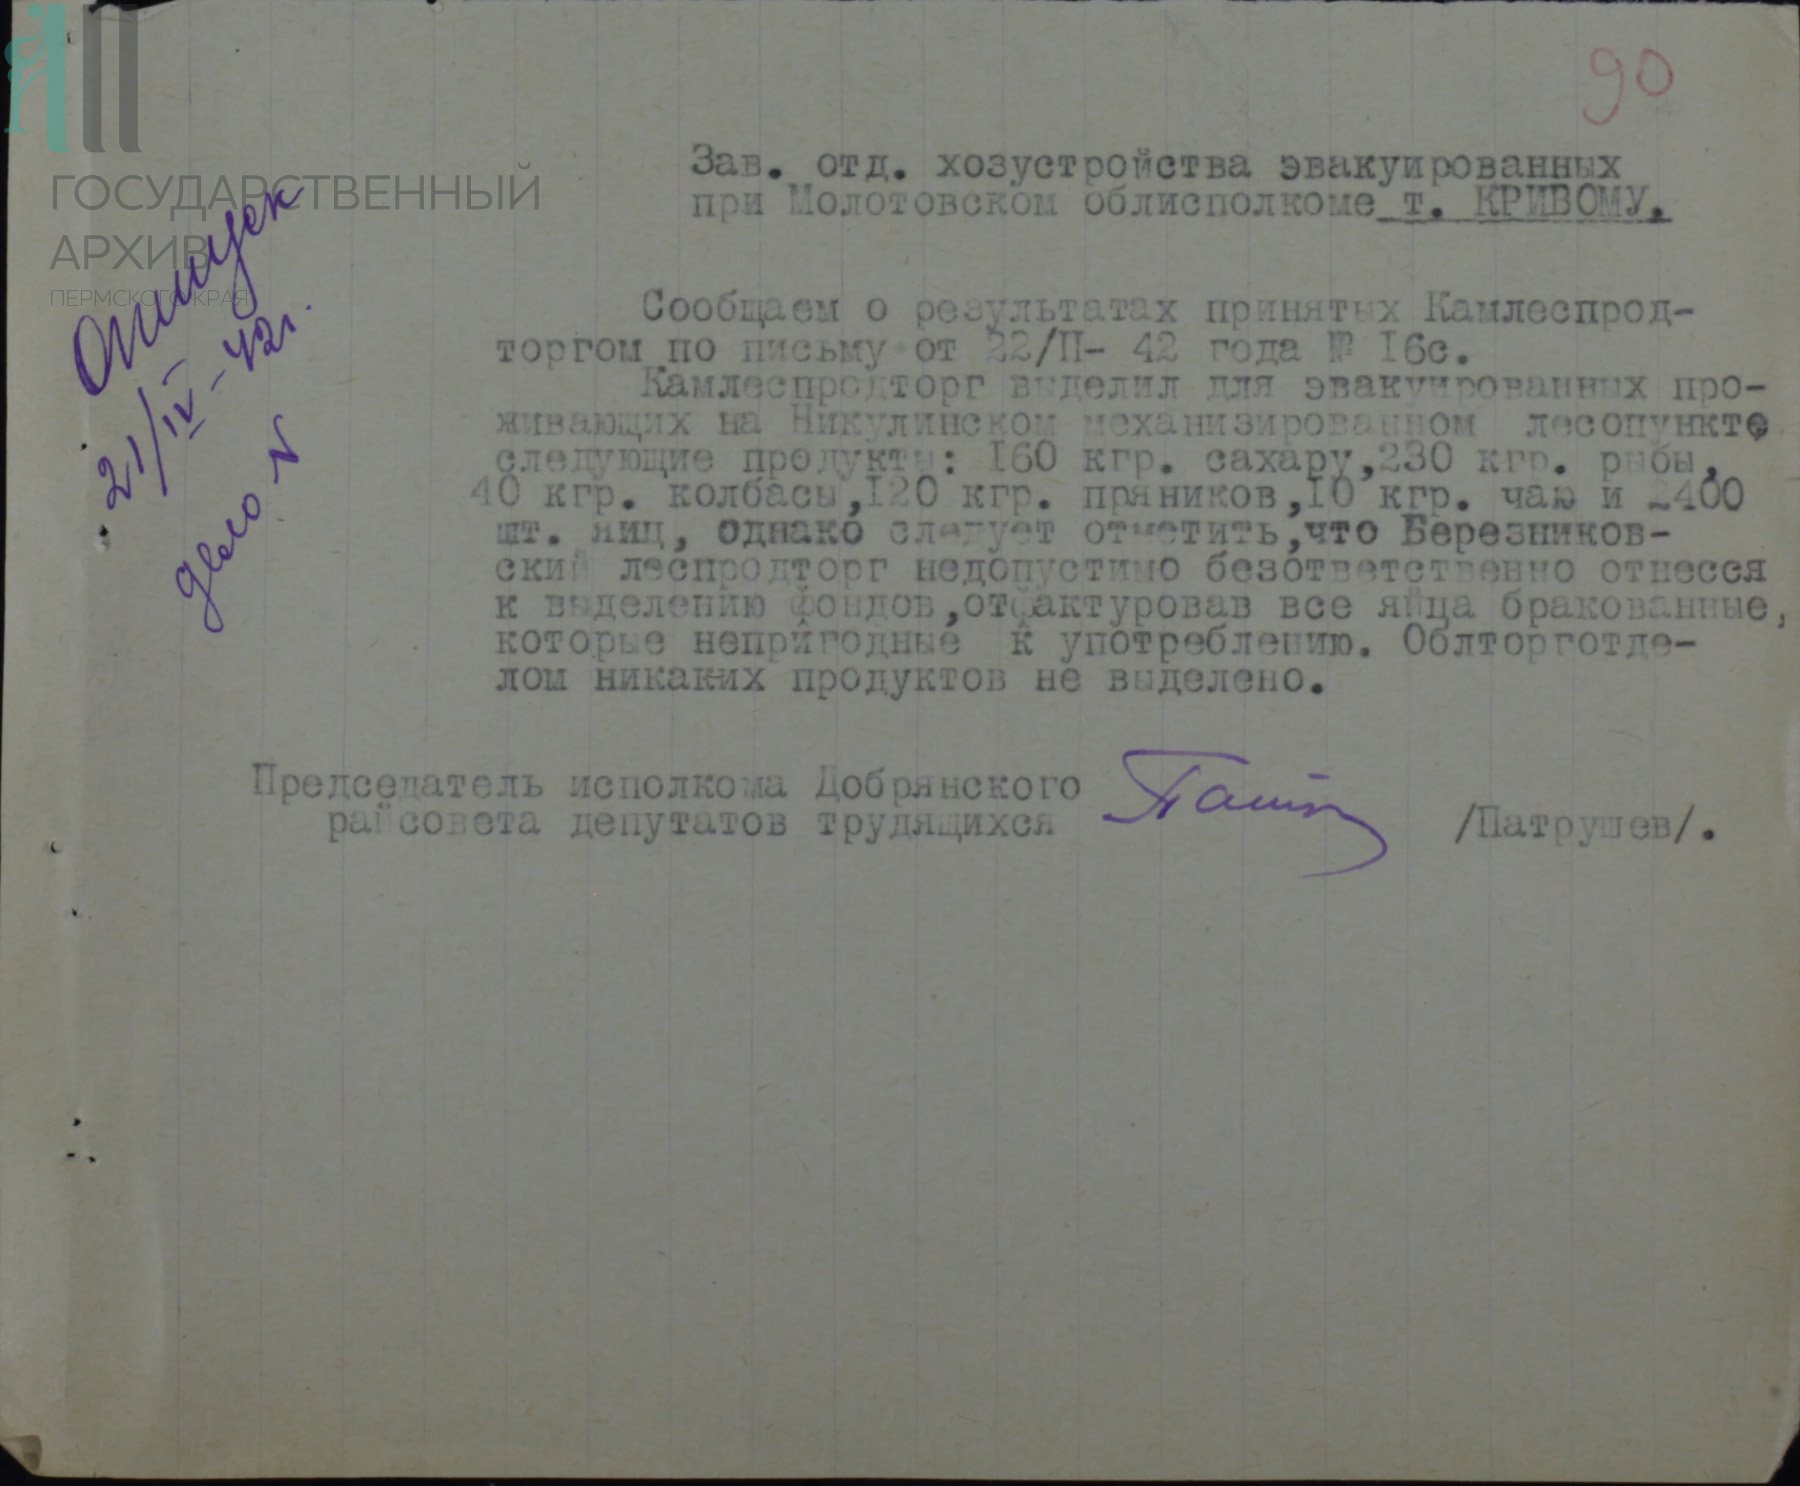 90
ГОСУДАРСТВЕННЫЙ
АРХИВ
ПЕРМСКОГО КРАЯ
Отпуск
21/IV-42г.
дело N
Зав. отд. хозустройства эвакуированных
при Молотовском облисполкоме т. КРИВОМУ.
Сообщаем о результатах принятых Камлеспрод-
торгом по письму от 22/II- 42 года № 16с.
Камлеспродторг выделил для эвакуированных про-
живающих на Никулинском механизированном лесопункте
следующие продукты: 160 кгр. сахару,230 кгр. рыбы,
40 кгр. колбасы,120 кгр. пряников,10 кгр. чаю и 2400
шт. яиц, однако следует отметить,что Березников-
ский леспродторг недопустимо безответственно отнесся
к выделению фондов,отфактуровав все яйца бракованные,
которые непригодные к употреблению. Облторготде-
лом никаких продуктов не выделено.
Председатель исполкома Добрянского
райсовета депутатов трудящихся /Патрушев/.